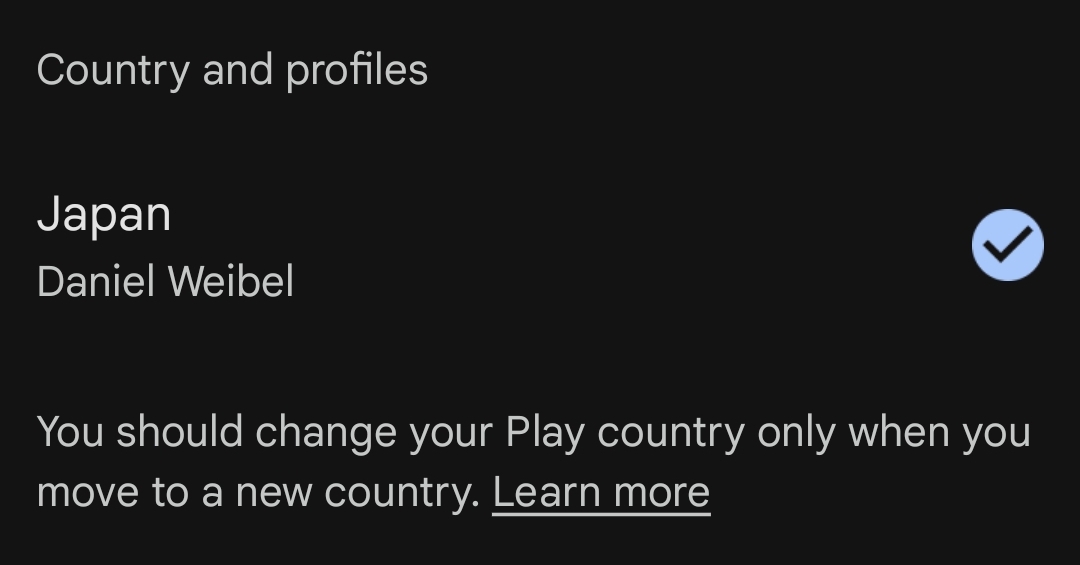 Country and profiles
Japan
Daniel Weibel
You should change your Play country only when you
move to a new country. Learn more